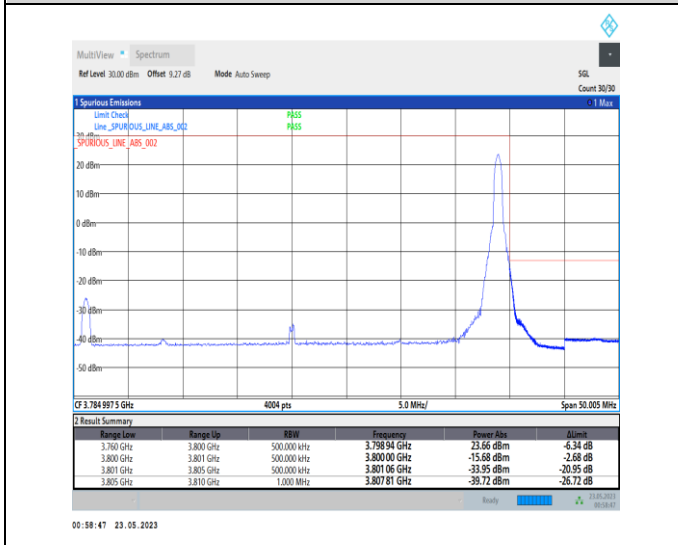 MultiView Spectrum
Ref Level 30.00 dBm Offset 9.27 dB Mode Auto Sweep SGL
Count 30/30
1 Spurious Emissions 1 Max
Limit Check PASS
Line _SPURIOUS_LINE_ABS_002 PASS
30 dBm
_SPURIOUS_LINE_ABS_002
20 dBm
10 dBm
0 dBm
-10 dBm
-20 dBm
-30 dBm
-40 dBm
-50 dBm
CF 3.784 997 5 GHz 4004 pts 5.0 MHz/ Span 50.005 MHz
2 Result Summary
Range Low Range Up RBW Frequency Power Abs ΔLimit
3.760 GHz 3.800 GHz 500.000 kHz 3.798 94 GHz 23.66 dBm -6.34 dB
3.800 GHz 3.801 GHz 500.000 kHz 3.800 00 GHz -15.68 dBm -2.68 dB
3.801 GHz 3.805 GHz 500.000 kHz 3.801 06 GHz -33.95 dBm -20.95 dB
3.805 GHz 3.810 GHz 1.000 MHz 3.807 81 GHz -39.72 dBm -26.72 dB
Ready 23.05.2023
00:58:47
00:58:47 23.05.2023